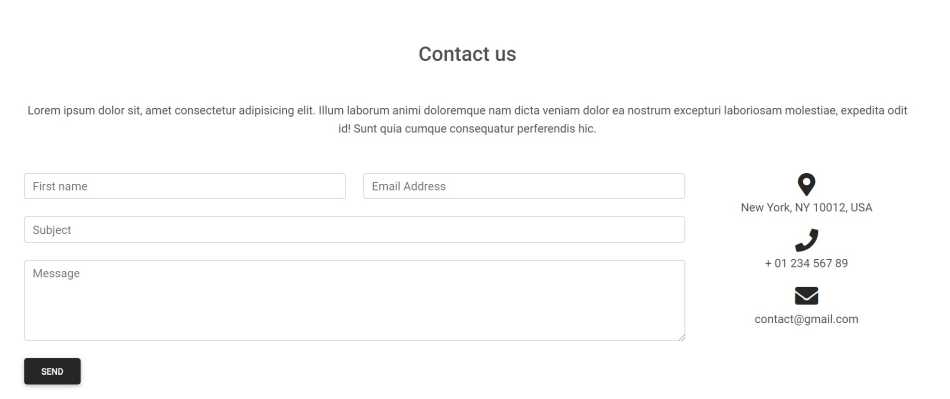 Contact us
Lorem ipsum dolor sit, amet consectetur adipisicing elit. Illum laborum animi doloremque nam dicta veniam dolor ea nostrum excepturi laboriosam molestiae, expedita odit
id! Sunt quia cumque consequatur perferendis hic.
First name
Email Address
Subject
Message
SEND
New York, NY 10012, USA
+ 01 234 567 89
contact@gmail.com